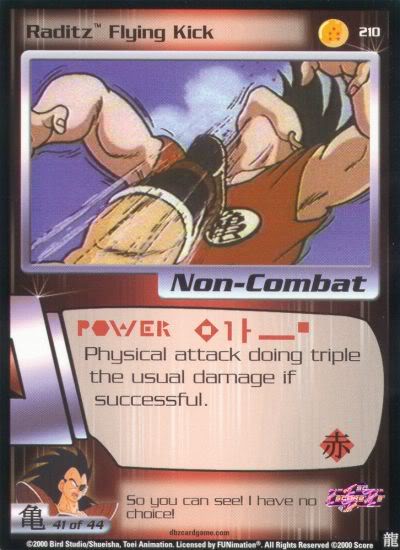 Raditz™ Flying Kick 210
Non-Combat
POWER
Physical attack doing triple
the usual damage if
successful.
赤
So you can see! I have no
choice!
亀 41 of 44
dbzcardgame.com
©2000 Bird Studio/Shueisha, Toei Animation. Licensed by FUNimation®. All Rights Reserved ©2000 Score
龍